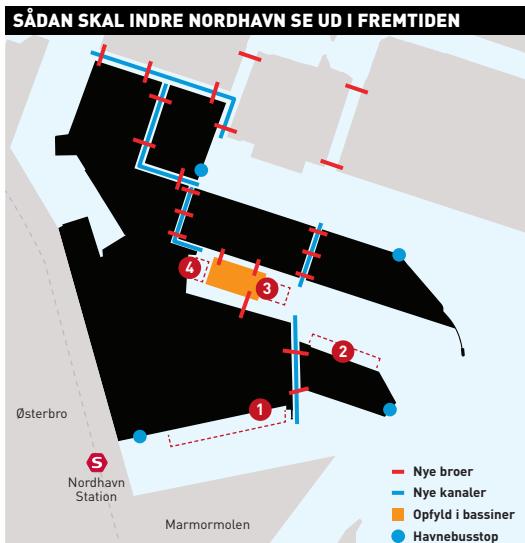 SÅDAN SKAL INDRE NORDHAVN SE UD I FREMTIDEN
4
3
2
1
Østerbro
S
Nordhavn
Station
Marmormolen
Nye broer
Nye kanaler
Opfyld i bassiner
Havnebusstop